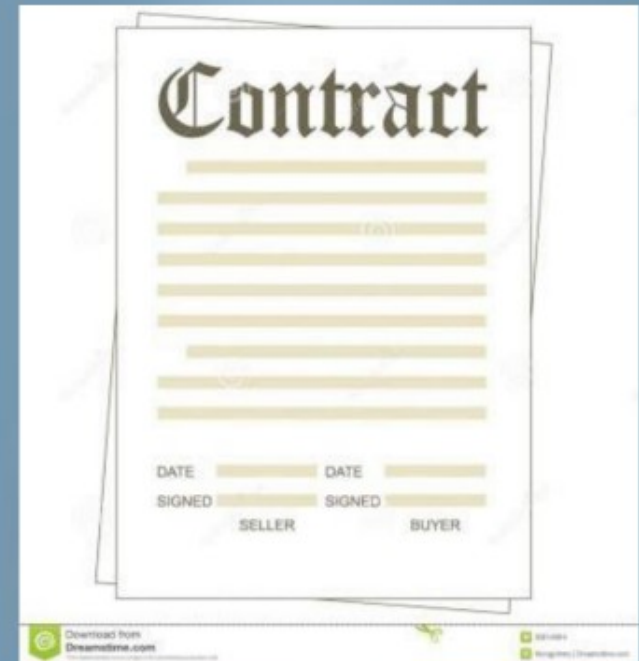 Contract
DATE DATE
SIGNED SIGNED
SELLER BUYER
Download from
Dreamstime.com